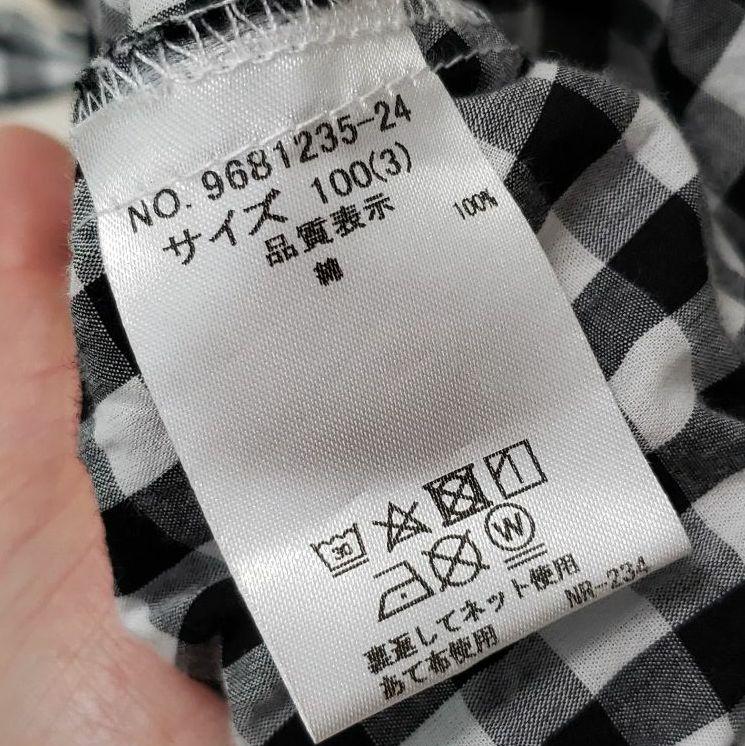 NO. 9681235-24
サイズ 100(3)
品質表示
綿 100%
30
W
裏返してネット使用
あて布使用 NR-234